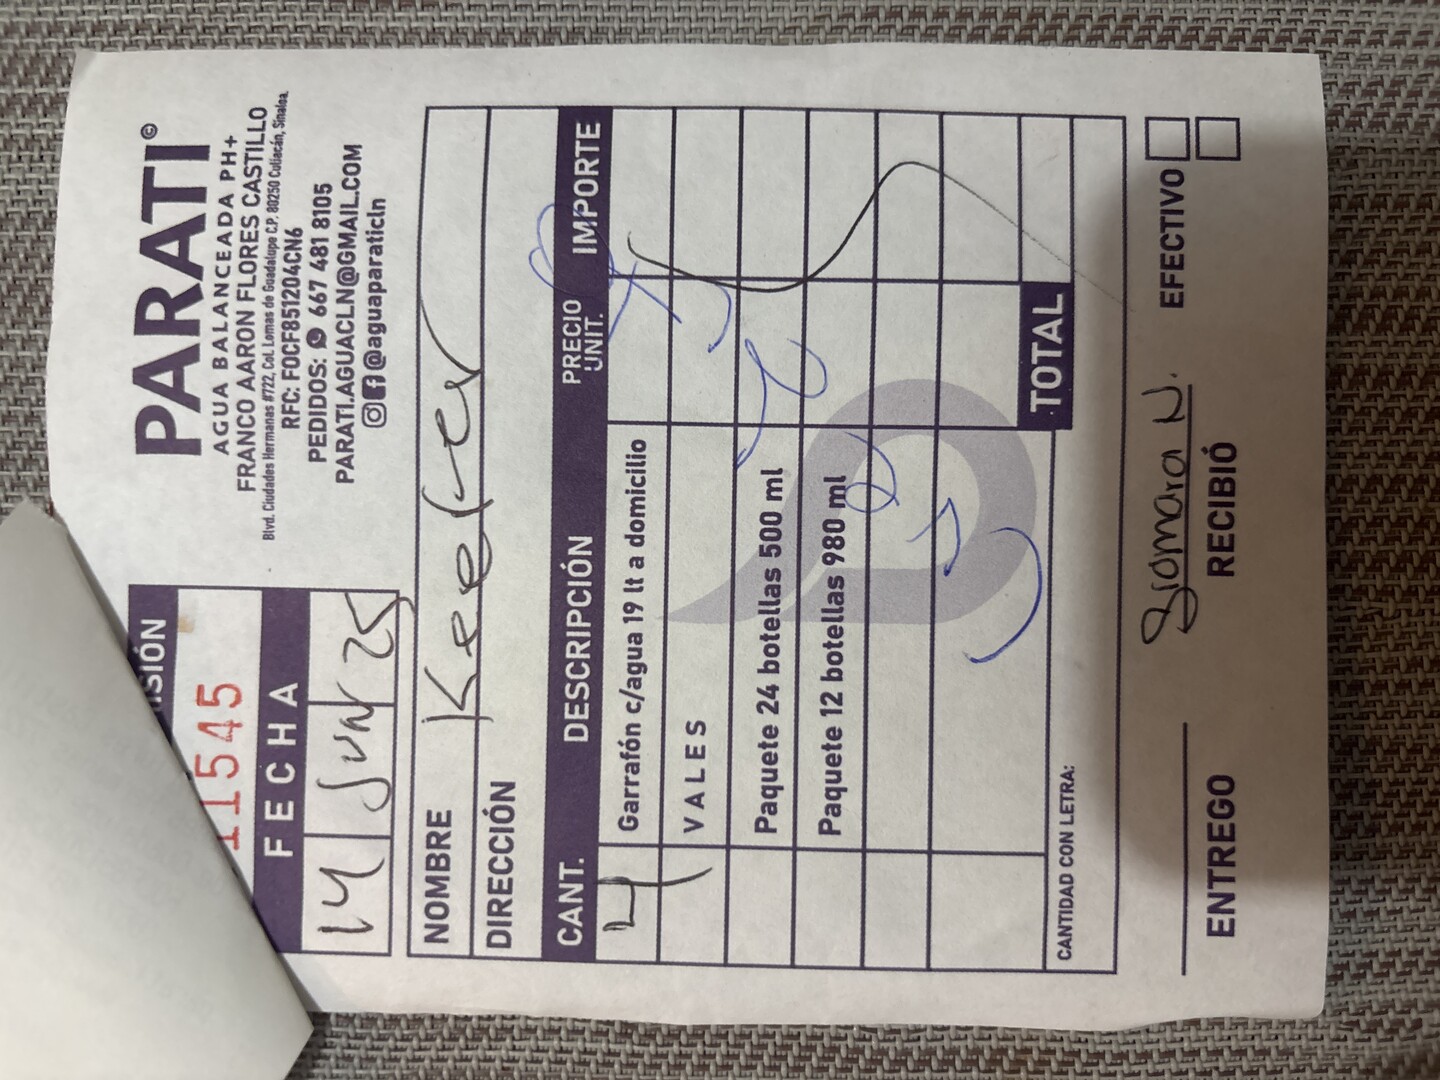 PARATI©
AGUA BALANCEADA PH+
FRANCO AARON FLORES CASTILLO
Blvd. Ciudades Hermanas #722, Col. Lomas de Guadalupe C.P. 80250 Culiacán, Sinaloa.
RFC: FOCF851204CN6
PEDIDOS: 667 481 8105
PARATI.AGUACLN@GMAIL.COM
@aguaparaticln
11545
FECHA
14 Jun 25
NOMBRE Keefer
DIRECCIÓN
CANT. DESCRIPCIÓN PRECIO UNIT. IMPORTE
4 Garrafón c/agua 19 lt a domicilio
VALES
Paquete 24 botellas 500 ml
Paquete 12 botellas 980 ml
TOTAL
CANTIDAD CON LETRA:
N.
ENTREGO RECIBIÓ EFECTIVO